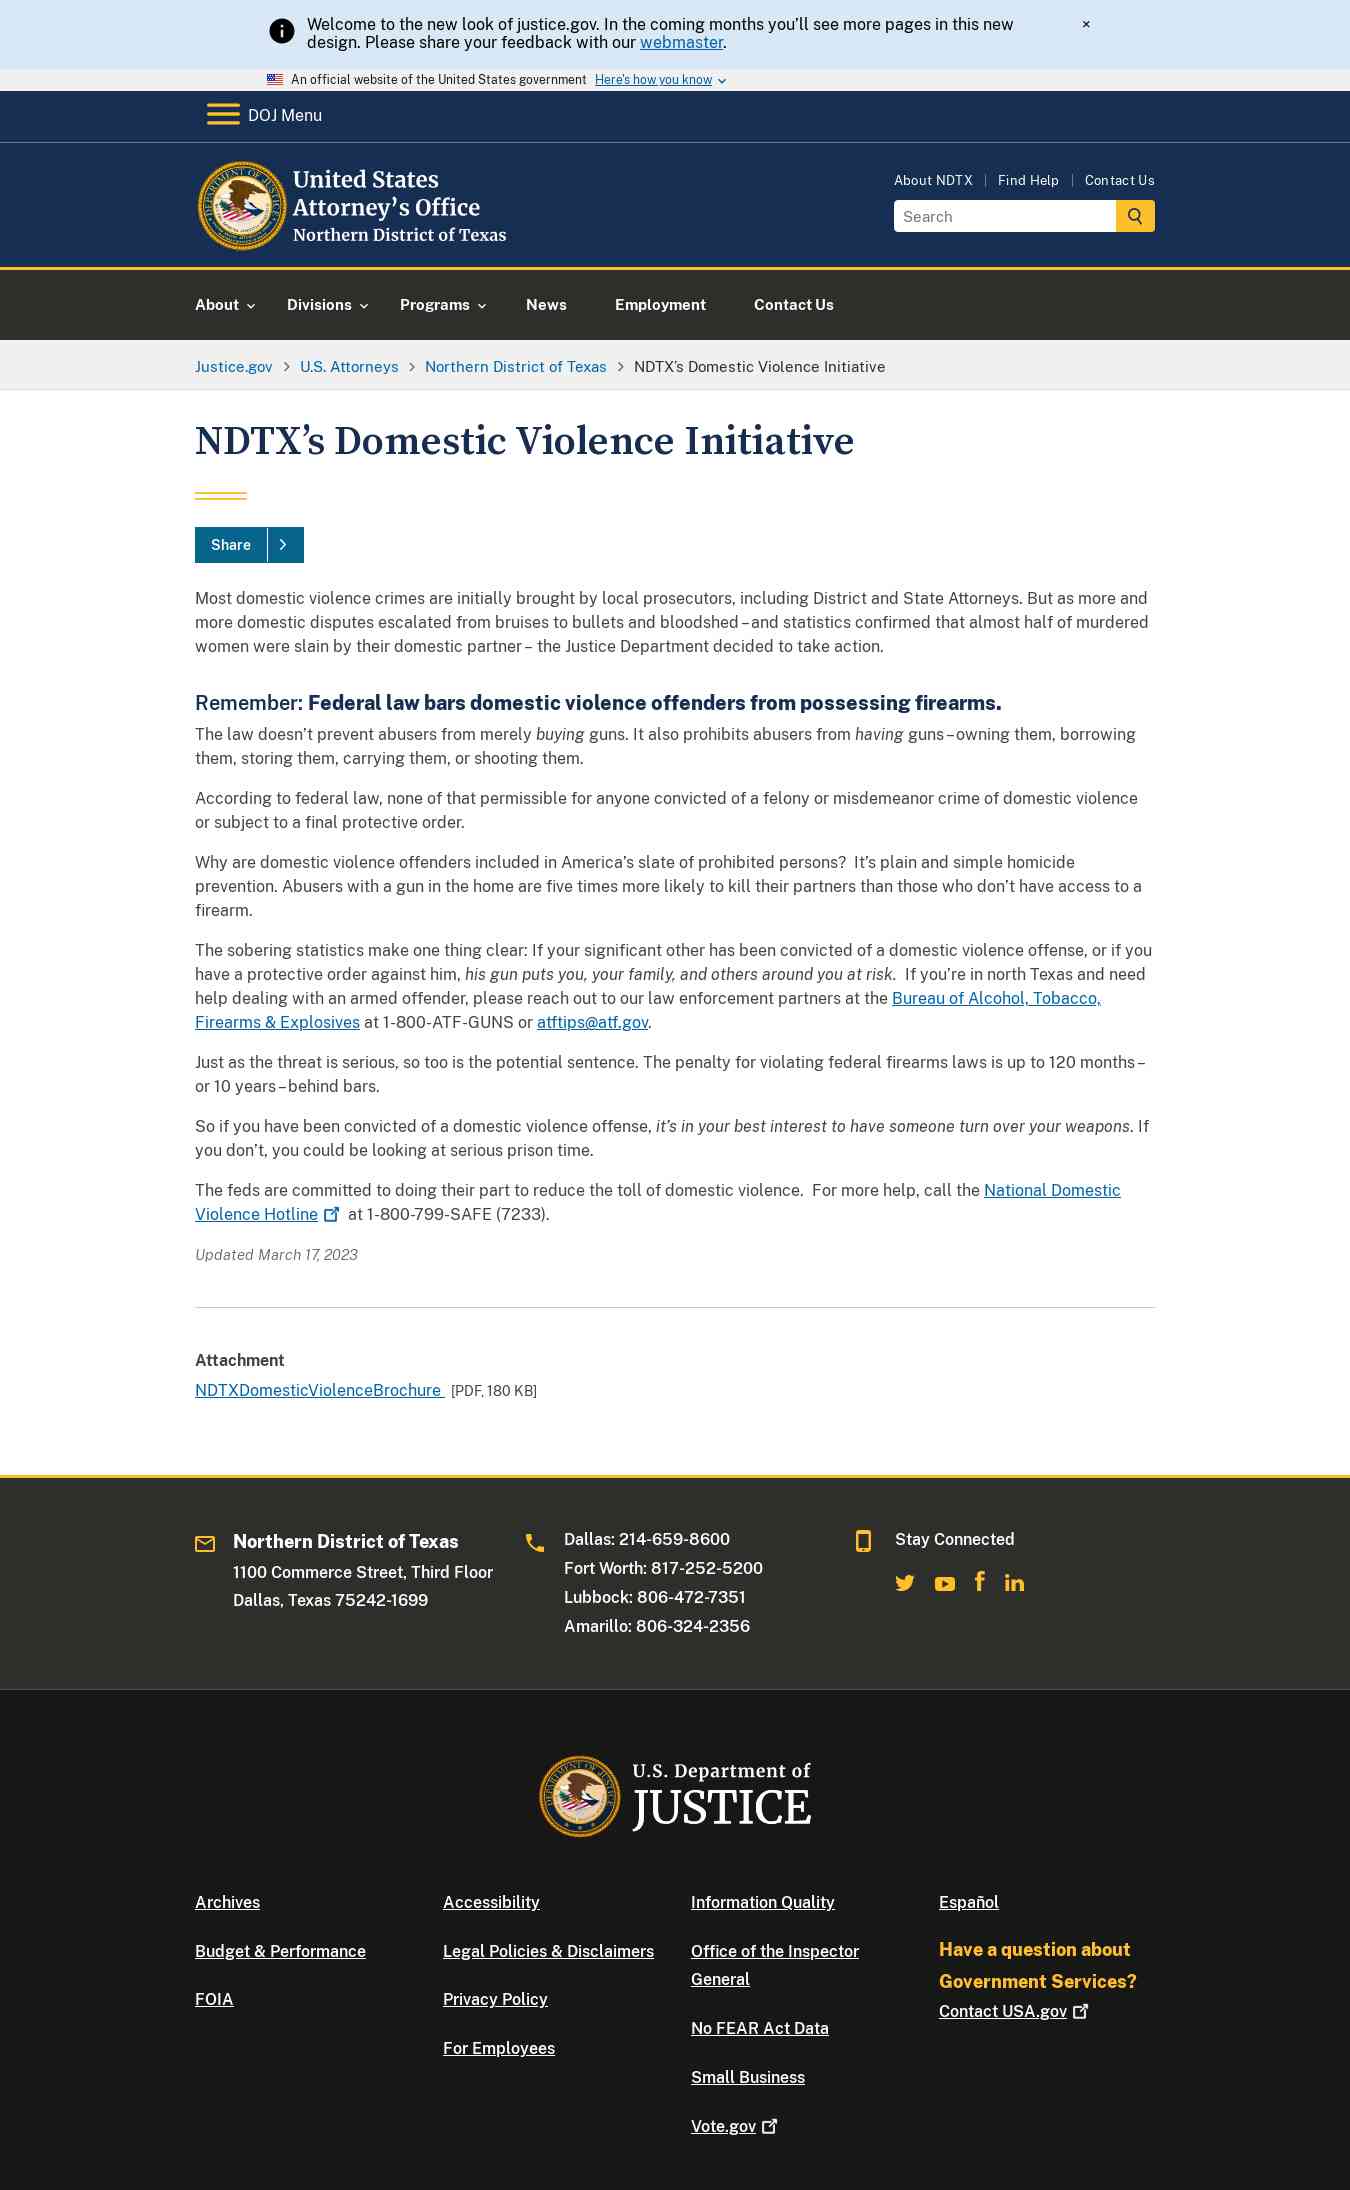 Welcome to the new look of justice.gov. In the coming months you’ll see more pages in this new
design. Please share your feedback with our webmaster.
×
An official website of the United States government Here's how you know
DOJ Menu
United States
Attorney’s Office
Northern District of Texas
About NDTX | Find Help | Contact Us
Search
About Divisions Programs News Employment Contact Us
Justice.gov > U.S. Attorneys > Northern District of Texas > NDTX’s Domestic Violence Initiative
NDTX’s Domestic Violence Initiative
Share >
Most domestic violence crimes are initially brought by local prosecutors, including District and State Attorneys. But as more and
more domestic disputes escalated from bruises to bullets and bloodshed – and statistics confirmed that almost half of murdered
women were slain by their domestic partner – the Justice Department decided to take action.
Remember: Federal law bars domestic violence offenders from possessing firearms.
The law doesn’t prevent abusers from merely buying guns. It also prohibits abusers from having guns – owning them, borrowing
them, storing them, carrying them, or shooting them.
According to federal law, none of that permissible for anyone convicted of a felony or misdemeanor crime of domestic violence
or subject to a final protective order.
Why are domestic violence offenders included in America’s slate of prohibited persons?  It’s plain and simple homicide
prevention. Abusers with a gun in the home are five times more likely to kill their partners than those who don’t have access to a
firearm.
The sobering statistics make one thing clear: If your significant other has been convicted of a domestic violence offense, or if you
have a protective order against him, his gun puts you, your family, and others around you at risk.  If you’re in north Texas and need
help dealing with an armed offender, please reach out to our law enforcement partners at the Bureau of Alcohol, Tobacco,
Firearms & Explosives at 1-800-ATF-GUNS or atftips@atf.gov.
Just as the threat is serious, so too is the potential sentence. The penalty for violating federal firearms laws is up to 120 months –
or 10 years – behind bars.
So if you have been convicted of a domestic violence offense, it’s in your best interest to have someone turn over your weapons. If
you don’t, you could be looking at serious prison time.
The feds are committed to doing their part to reduce the toll of domestic violence.  For more help, call the National Domestic
Violence Hotline at 1-800-799-SAFE (7233).
Updated March 17, 2023
Attachment
NDTXDomesticViolenceBrochure [PDF, 180 KB]
Northern District of Texas
1100 Commerce Street, Third Floor
Dallas, Texas 75242-1699
Dallas: 214-659-8600
Fort Worth: 817-252-5200
Lubbock: 806-472-7351
Amarillo: 806-324-2356
Stay Connected
U.S. Department of
JUSTICE
Archives
Budget & Performance
FOIA
Accessibility
Legal Policies & Disclaimers
Privacy Policy
For Employees
Information Quality
Office of the Inspector
General
No FEAR Act Data
Small Business
Vote.gov
Español
Have a question about
Government Services?
Contact USA.gov